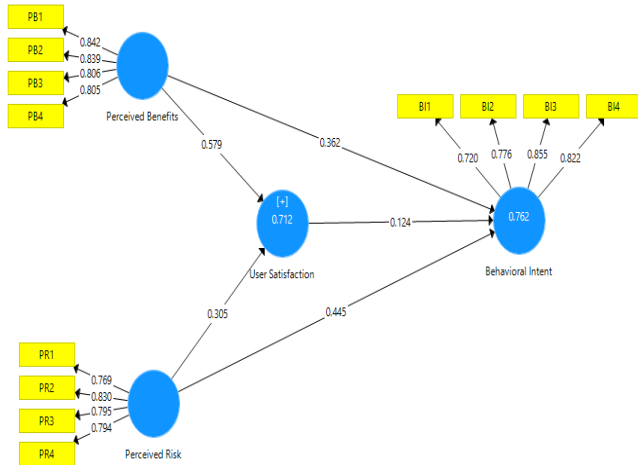 PB1
PB2
PB3
PB4
0.842
0.839
0.806
0.805
Perceived Benefits
BI1
BI2
BI3
BI4
0.720
0.776
0.855
0.822
0.579
0.362
[+]
0.712
User Satisfaction
0.124
0.762
Behavioral Intent
0.305
0.445
PR1
PR2
PR3
PR4
0.769
0.830
0.795
0.794
Perceived Risk